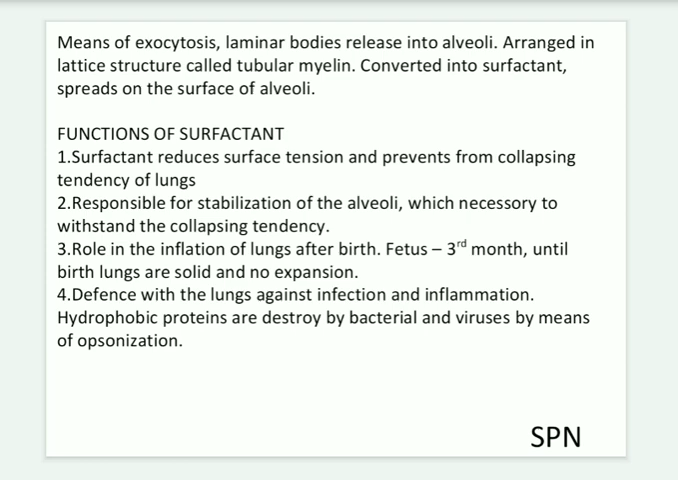 Means of exocytosis, laminar bodies release into alveoli. Arranged in
lattice structure called tubular myelin. Converted into surfactant,
spreads on the surface of alveoli.
FUNCTIONS OF SURFACTANT
1.Surfactant reduces surface tension and prevents from collapsing
tendency of lungs
2.Responsible for stabilization of the alveoli, which necessary to
withstand the collapsing tendency.
3.Role in the inflation of lungs after birth. Fetus – 3rd month, until
birth lungs are solid and no expansion.
4.Defence with the lungs against infection and inflammation.
Hydrophobic proteins are destroy by bacterial and viruses by means
of opsonization.
SPN